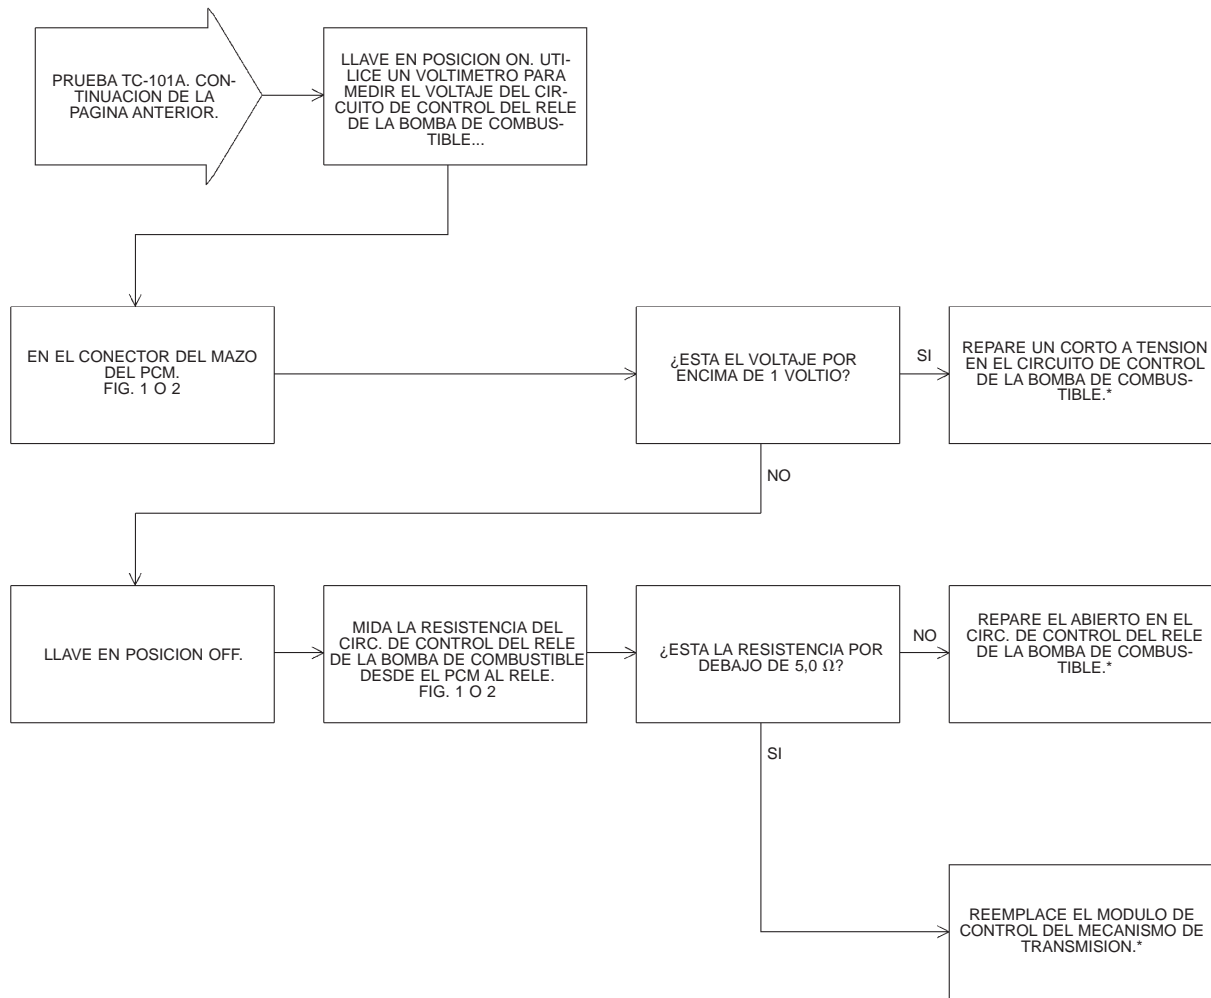 PRUEBA TC-101A. CON-
TINUACION DE LA
PAGINA ANTERIOR.
LLAVE EN POSICION ON. UTI-
LICE UN VOLTIMETRO PARA
MEDIR EL VOLTAJE DEL CIR-
CUITO DE CONTROL DEL RELE
DE LA BOMBA DE COMBUS-
TIBLE...
EN EL CONECTOR DEL MAZO
DEL PCM.
FIG. 1 O 2
¿ESTA EL VOLTAJE POR
ENCIMA DE 1 VOLTIO?
SI
REPARE UN CORTO A TENSION
EN EL CIRCUITO DE CONTROL
DE LA BOMBA DE COMBUS-
TIBLE.*
NO
LLAVE EN POSICION OFF.
MIDA LA RESISTENCIA DEL
CIRC. DE CONTROL DEL RELE
DE LA BOMBA DE COMBUSTIBLE
DESDE EL PCM AL RELE.
FIG. 1 O 2
¿ESTA LA RESISTENCIA POR
DEBAJO DE 5,0 Ω?
NO
REPARE EL ABIERTO EN EL
CIRC. DE CONTROL DEL RELE
DE LA BOMBA DE COMBUS-
TIBLE.*
SI
REEMPLACE EL MODULO DE
CONTROL DEL MECANISMO DE
TRANSMISION.*